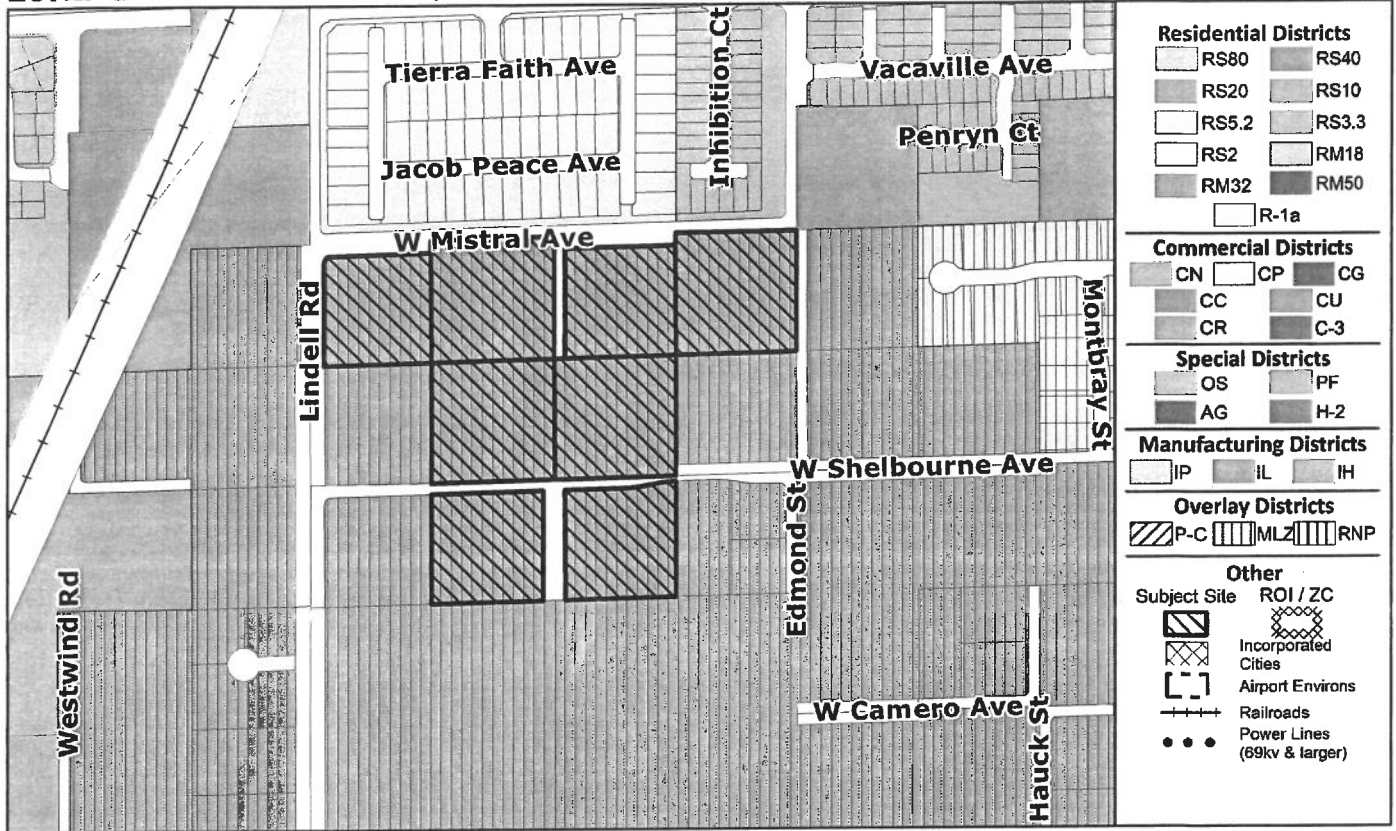 Tierra Faith Ave
Inhibition Ct
Vacaville Ave
Penryn Ct
Jacob Peace Ave
W Mistral Ave
Lindell Rd
Montbray St
W Shelbourne Ave
Edmond St
Westwind Rd
W Camero Ave
Hauck St
Residential Districts
RS80 RS40
RS20 RS10
RS5.2 RS3.3
RS2 RM18
RM32 RM50
R-1a
Commercial Districts
CN CP CG
CC CU
CR C-3
Special Districts
OS PF
AG H-2
Manufacturing Districts
IP IL IH
Overlay Districts
P-C MLZ RNP
Other
Subject Site ROI / ZC
Incorporated
Cities
Airport Environs
Railroads
Power Lines
(69kv & larger)